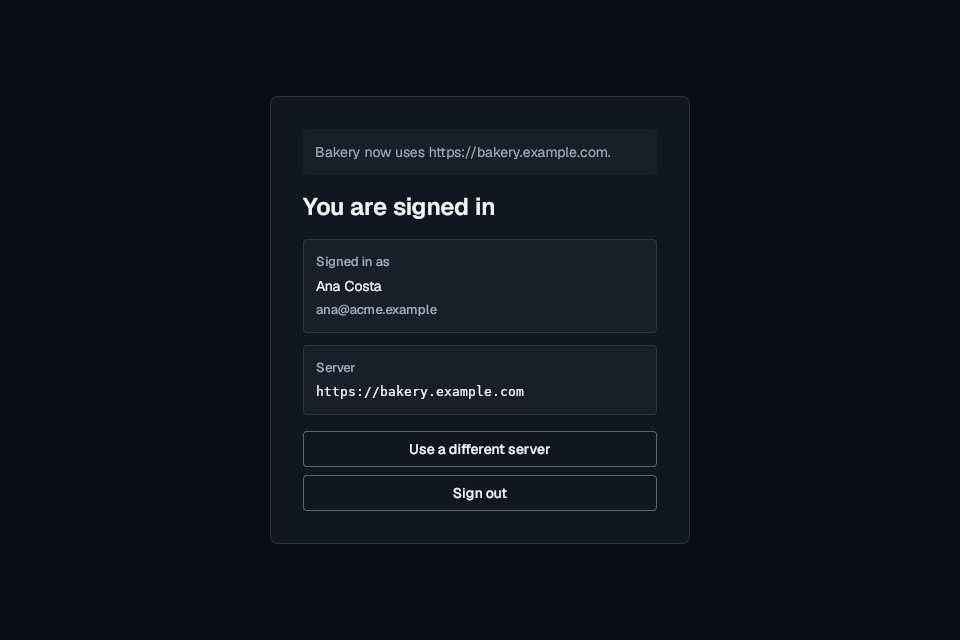 Bakery now uses https://bakery.example.com.
You are signed in
Signed in as
Ana Costa
ana@acme.example
Server
https://bakery.example.com
Use a different server
Sign out